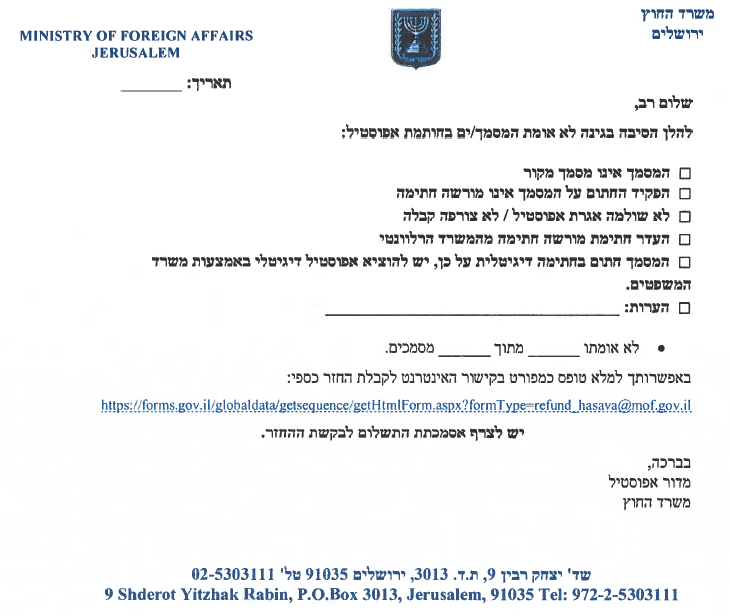 משרד החוץ
ירושלים
MINISTRY OF FOREIGN AFFAIRS
JERUSALEM
תאריך: _______
שלום רב,
להלן הסיבה בגינה לא אומת המסמך/ים בחותמת אפוסטיל:
☐ המסמך אינו מסמך מקור
☐ הפקיד החתום על המסמך אינו מורשה חתימה
☐ לא שולמה אגרת אפוסטיל / לא צורפה קבלה
☐ העדר חתימת מורשה חתימה מהמשרד הרלוונטי
☐ המסמך חתום בחתימה דיגיטלית על כן, יש להוציא אפוסטיל דיגיטלי באמצעות משרד
המשפטים.
☐ הערות: __________________________________
• לא אומתו ______ מתוך ______ מסמכים.
באפשרותך למלא טופס כמפורט בקישור האינטרנט לקבלת החזר כספי:
https://forms.gov.il/globaldata/getsequence/getHtmlForm.aspx?formType=refund_hasava@mof.gov.il
יש לצרף אסמכתת התשלום לבקשת ההחזר.
בברכה,
מדור אפוסטיל
משרד החוץ
שד' יצחק רבין 9, ת.ד. 3013, ירושלים 91035 טל' 02-5303111
9 Shderot Yitzhak Rabin, P.O.Box 3013, Jerusalem, 91035 Tel: 972-2-5303111